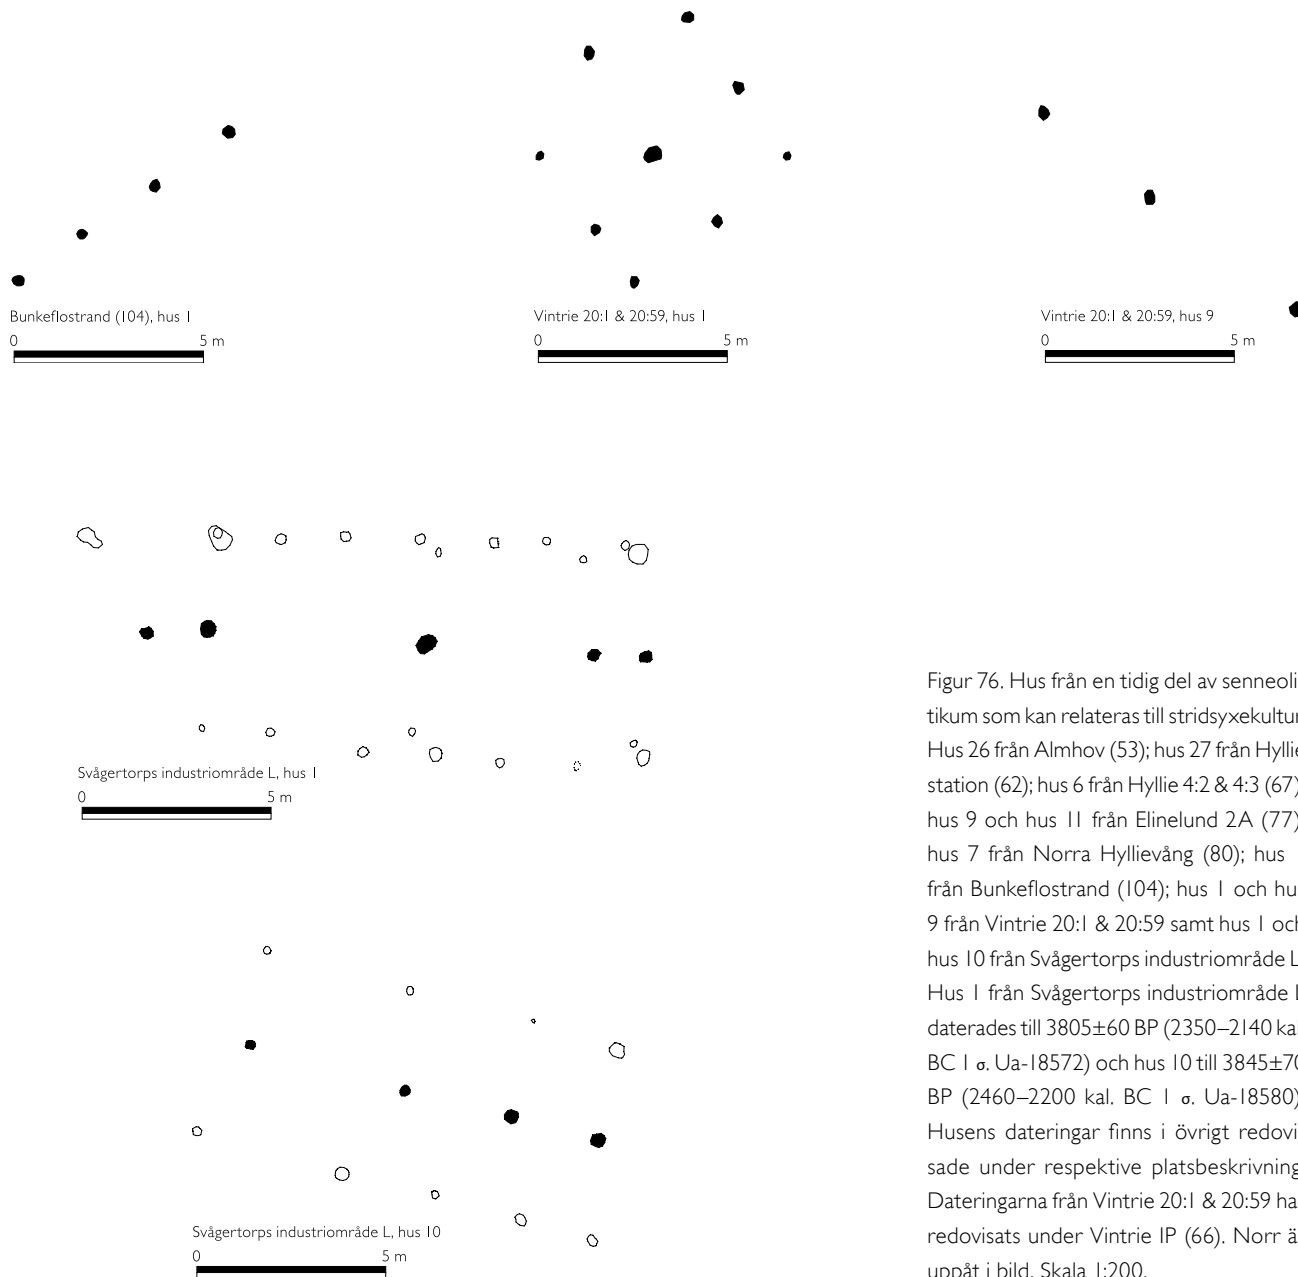 Bunkeflostrand (104), hus 1
0 5 m
Vintrie 20:1 & 20:59, hus 1
0 5 m
Vintrie 20:1 & 20:59, hus 9
0 5 m
Svågertorps industriområde L, hus 1
0 5 m
Svågertorps industriområde L, hus 10
0 5 m
Figur 76. Hus från en tidig del av senneoli
tikum som kan relateras till stridsyxekultur
Hus 26 från Almhov (53); hus 27 från Hyllie
station (62); hus 6 från Hyllie 4:2 & 4:3 (67)
hus 9 och hus 11 från Elinelund 2A (77)
hus 7 från Norra Hyllievång (80); hus
från Bunkeflostrand (104); hus 1 och hu
9 från Vintrie 20:1 & 20:59 samt hus 1 och
hus 10 från Svågertorps industriområde L
Hus 1 från Svågertorps industriområde L
daterades till 3805±60 BP (2350–2140 kal
BC 1 σ. Ua-18572) och hus 10 till 3845±70
BP (2460–2200 kal. BC 1 σ. Ua-18580)
Husens dateringar finns i övrigt redovi
sade under respektive platsbeskrivning
Dateringarna från Vintrie 20:1 & 20:59 ha
redovisats under Vintrie IP (66). Norr ä
uppåt i bild. Skala 1:200.